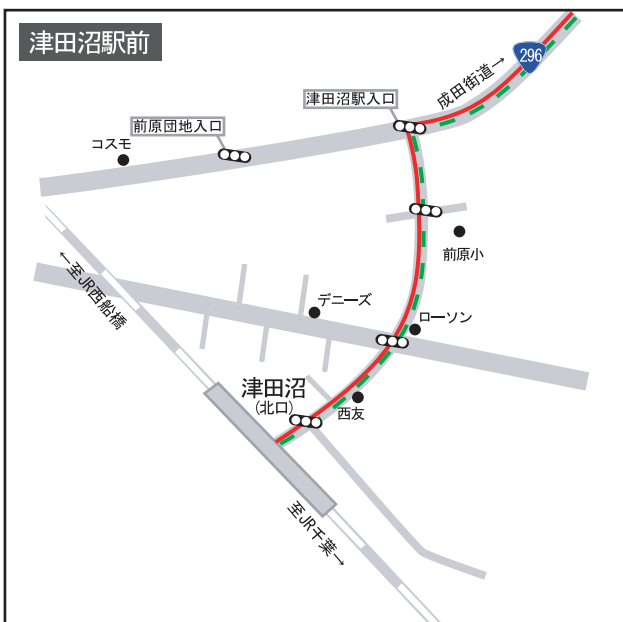 津田沼駅前
296
成田街道→
津田沼駅入口
前原団地入口
コスモ
前原小
←至JR西船橋
デニーズ
ローソン
津田沼
(北口)
西友
至JR千葉→